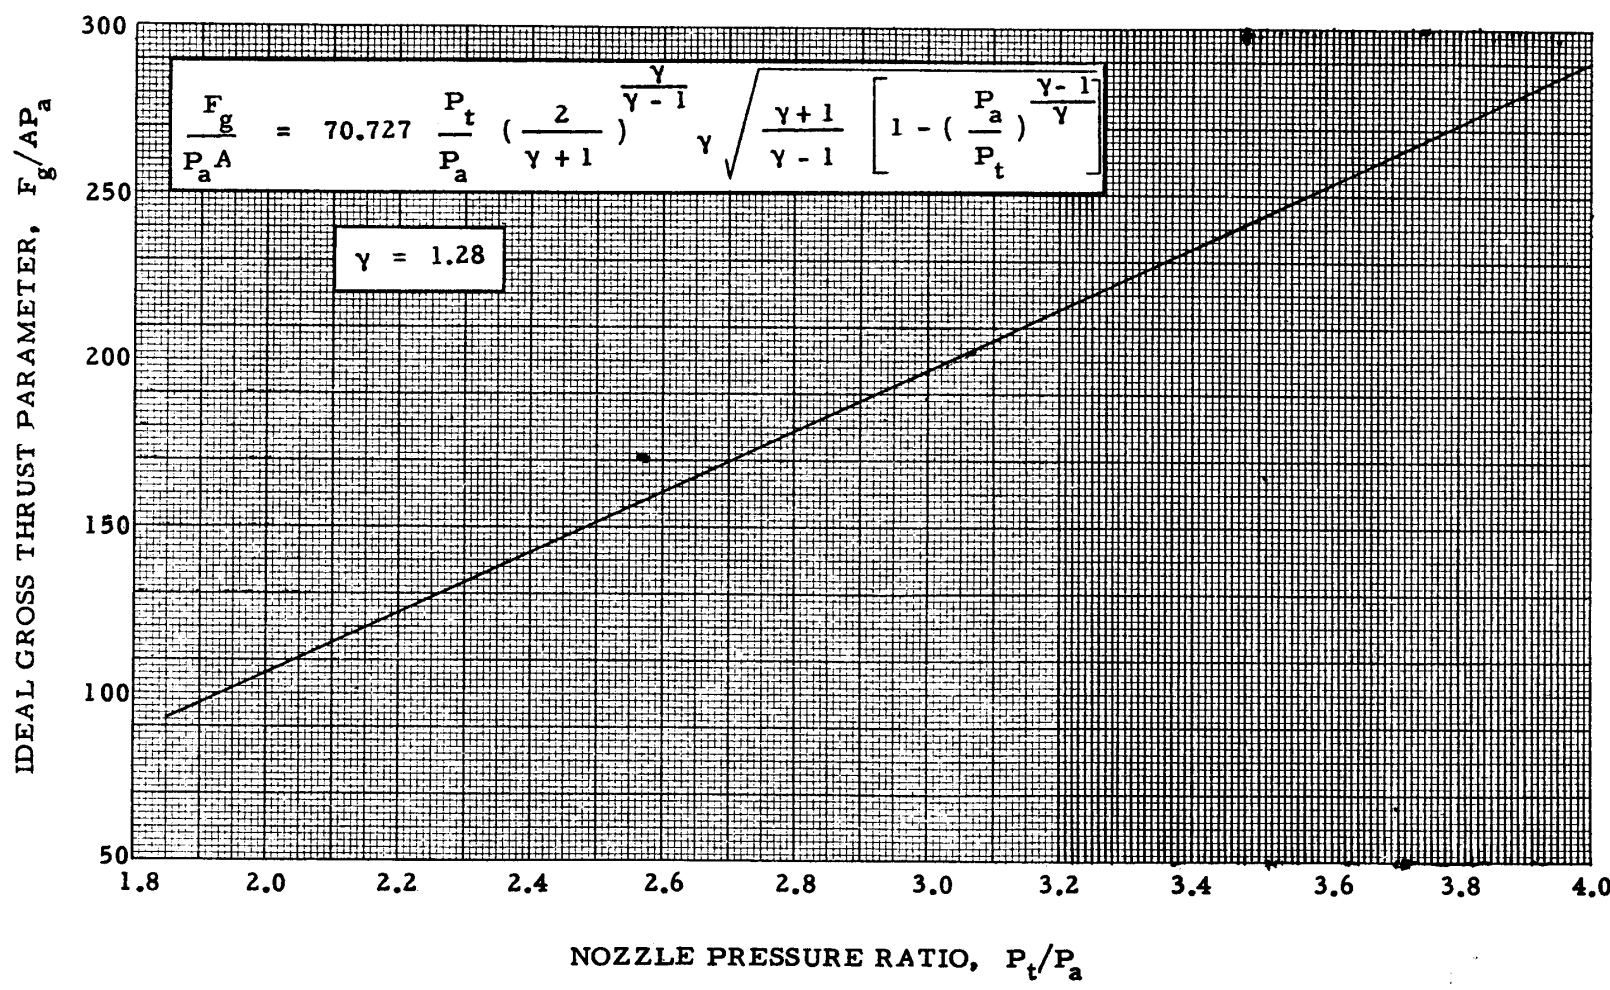 300
250
200
150
100
50
IDEAL GROSS THRUST PARAMETER, F_g/AP_a
F_g/P_aA = 70.727 P_t/P_a (2/γ + 1)^γ/γ - 1 γ√γ + 1/γ - 1 [1 - (P_a/P_t)^γ - 1/γ]
γ = 1.28
1.8 2.0 2.2 2.4 2.6 2.8 3.0 3.2 3.4 3.6 3.8 4.0
NOZZLE PRESSURE RATIO, P_t/P_a